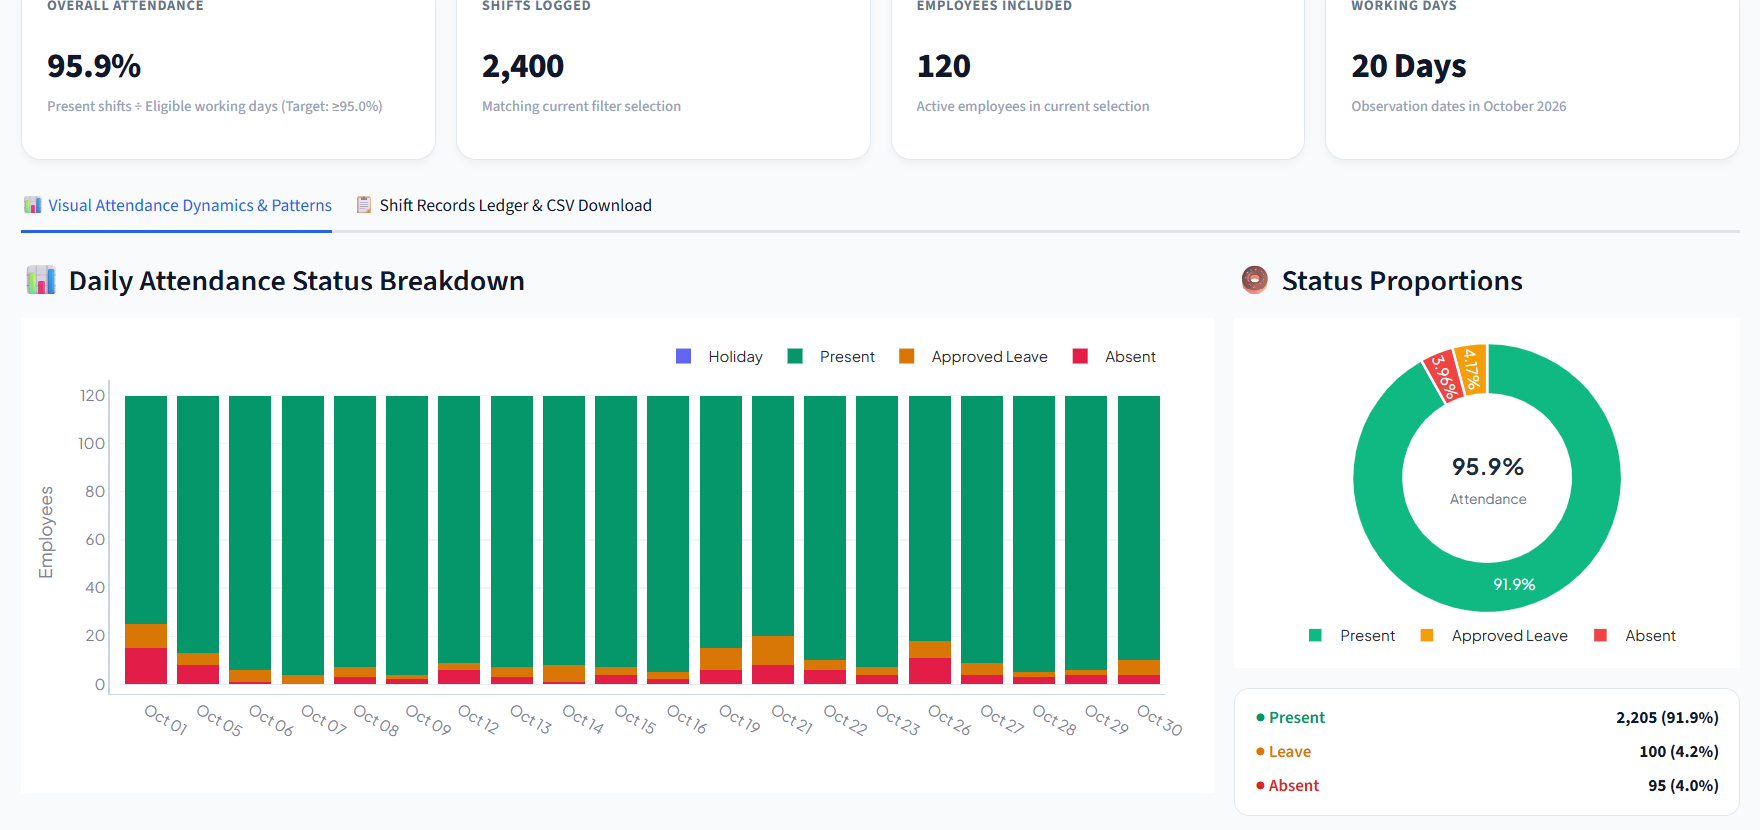 OVERALL ATTENDANCE
SHIFTS LOGGED
EMPLOYEES INCLUDED
WORKING DAYS
95.9%
2,400
120
20 Days
Present shifts ÷ Eligible working days (Target: ≥95.0%)
Matching current filter selection
Active employees in current selection
Observation dates in October 2026
Visual Attendance Dynamics & Patterns
Shift Records Ledger & CSV Download
Daily Attendance Status Breakdown
Holiday
Present
Approved Leave
Absent
Employees
120
100
80
60
40
20
0
Oct 01
Oct 05
Oct 06
Oct 07
Oct 08
Oct 09
Oct 12
Oct 13
Oct 14
Oct 15
Oct 16
Oct 19
Oct 21
Oct 22
Oct 23
Oct 26
Oct 27
Oct 28
Oct 29
Oct 30
Status Proportions
3.96%
4.17%
95.9%
Attendance
91.9%
Present
Approved Leave
Absent
Present 2,205 (91.9%)
Leave 100 (4.2%)
Absent 95 (4.0%)